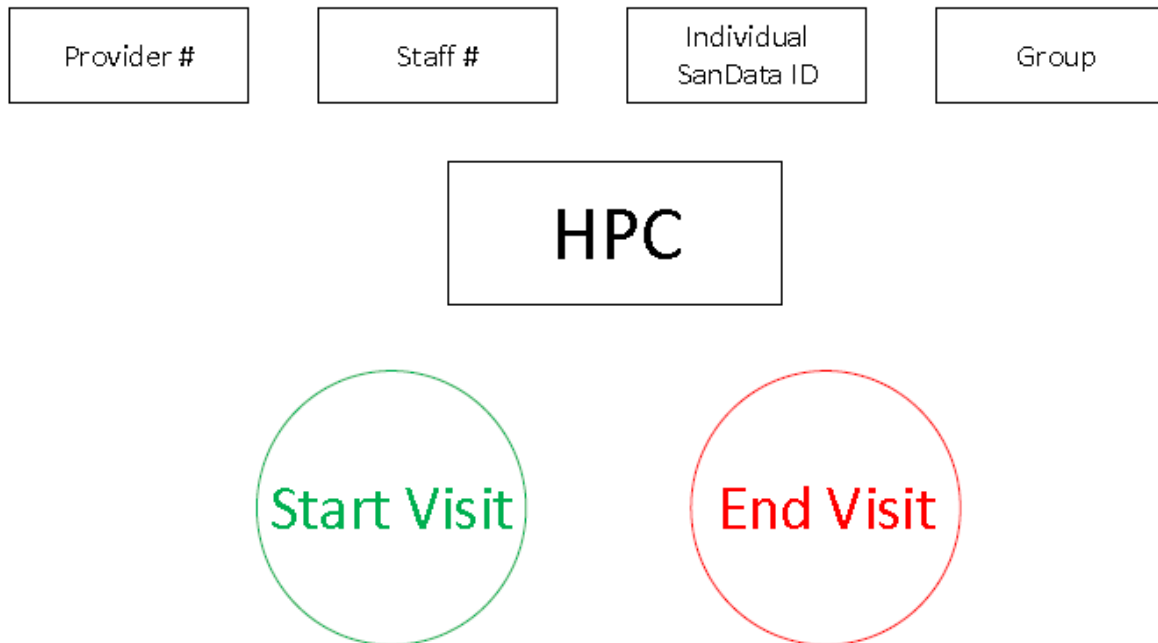 Provider #
Staff #
Individual
SanData ID
Group
HPC
Start Visit
End Visit